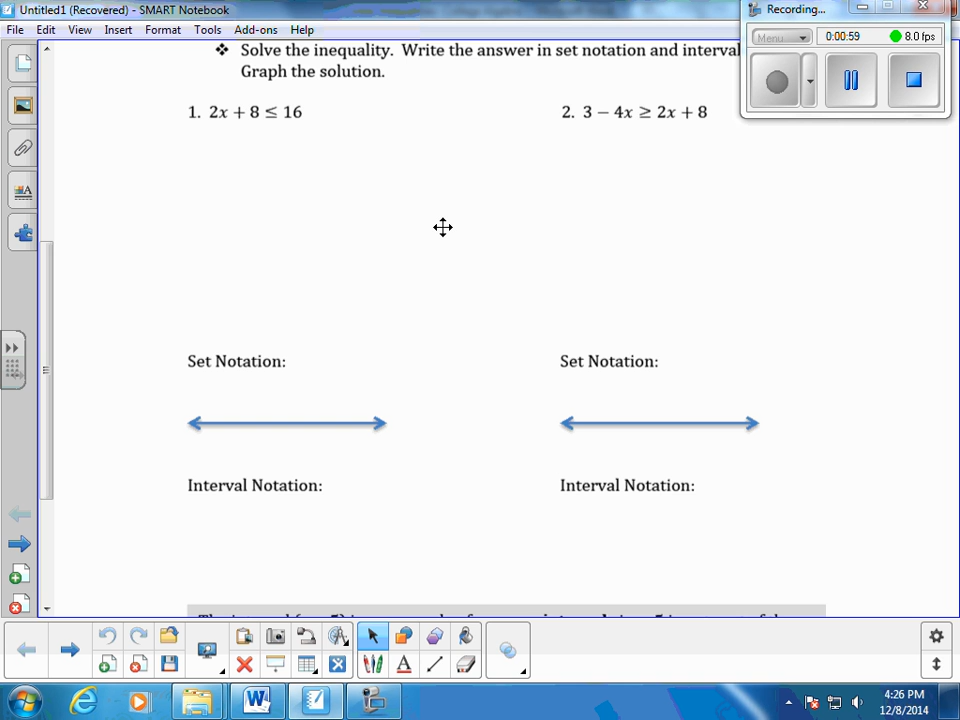 Untitled1 (Recovered) - SMART Notebook
Recording...
File Edit View Insert Format Tools Add-ons Help
Menu 0:00:59 8.0 fps
❖ Solve the inequality. Write the answer in set notation and interval
Graph the solution.
1. 2x + 8 ≤ 16
2. 3 − 4x ≥ 2x + 8
Set Notation:
Set Notation:
Interval Notation:
Interval Notation:
4:26 PM
12/8/2014